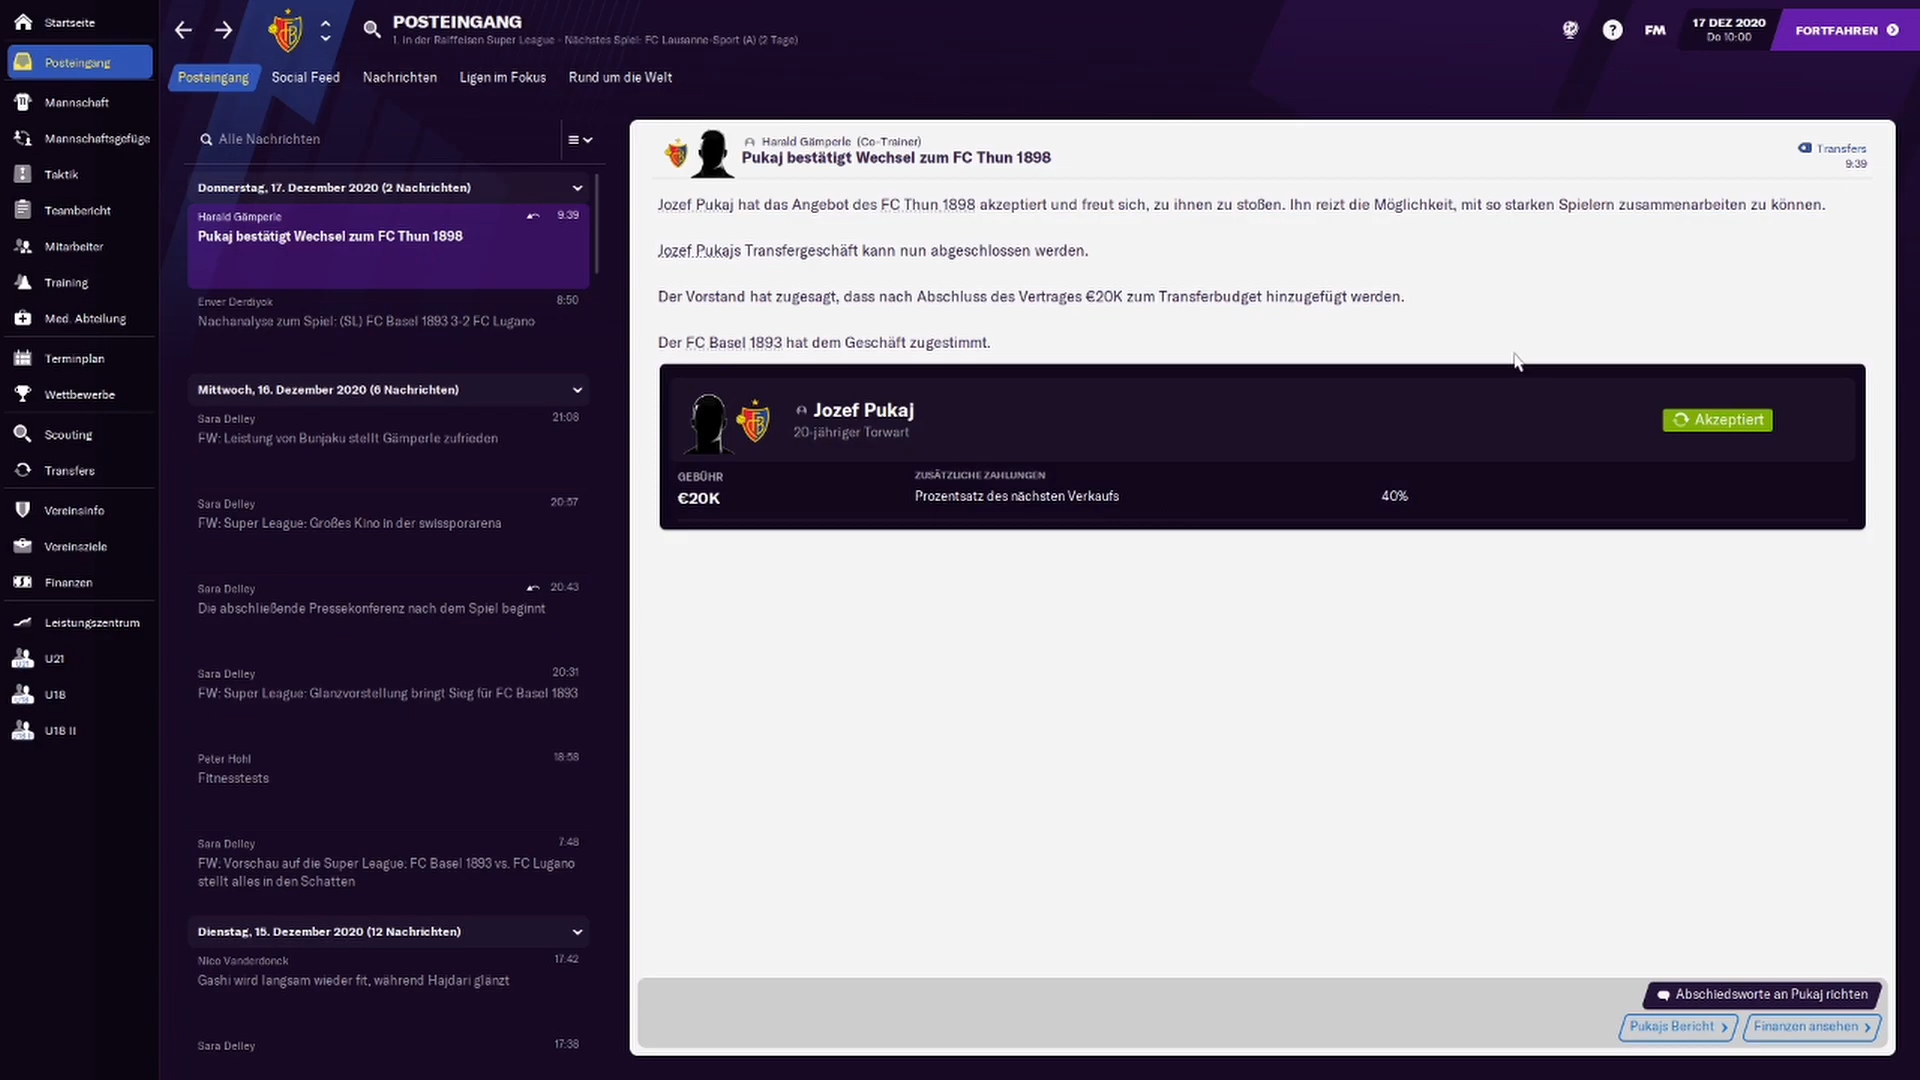 Startseite
Posteingang
Mannschaft
Mannschaftsgefüge
Taktik
Teambericht
Mitarbeiter
Training
Med. Abteilung
Terminplan
Wettbewerbe
Scouting
Transfers
Vereinsinfo
Vereinsziele
Finanzen
Leistungszentrum
U21
U18
U18 II
POSTEINGANG
1. in der Raiffeisen Super League - Nächstes Spiel: FC Lausanne-Sport (A) (2 Tage)
FM
17 DEZ 2020
Do 10:00
FORTFAHREN
Posteingang
Social Feed
Nachrichten
Ligen im Fokus
Rund um die Welt
Alle Nachrichten
Donnerstag, 17. Dezember 2020 (2 Nachrichten)
Harald Gämperle 9:39
Pukaj bestätigt Wechsel zum FC Thun 1898
Enver Derdiyok 8:50
Nachanalyse zum Spiel: (SL) FC Basel 1893 3-2 FC Lugano
Mittwoch, 16. Dezember 2020 (6 Nachrichten)
Sara Delley 21:08
FW: Leistung von Bunjaku stellt Gämperle zufrieden
Sara Delley 20:57
FW: Super League: Großes Kino in der swissporarena
Sara Delley 20:43
Die abschließende Pressekonferenz nach dem Spiel beginnt
Sara Delley 20:31
FW: Super League: Glanzvorstellung bringt Sieg für FC Basel 1893
Peter Hohl 18:58
Fitnesstests
Sara Delley 7:48
FW: Vorschau auf die Super League: FC Basel 1893 vs. FC Lugano
stellt alles in den Schatten
Dienstag, 15. Dezember 2020 (12 Nachrichten)
Nico Vanderdonck 17:42
Gashi wird langsam wieder fit, während Hajdari glänzt
Sara Delley 17:38
Harald Gämperle (Co-Trainer)
Pukaj bestätigt Wechsel zum FC Thun 1898
Transfers
9:39
Jozef Pukaj hat das Angebot des FC Thun 1898 akzeptiert und freut sich, zu ihnen zu stoßen. Ihn reizt die Möglichkeit, mit so starken Spielern zusammenarbeiten zu können.
Jozef Pukajs Transfergeschäft kann nun abgeschlossen werden.
Der Vorstand hat zugesagt, dass nach Abschluss des Vertrages €20K zum Transferbudget hinzugefügt werden.
Der FC Basel 1893 hat dem Geschäft zugestimmt.
Jozef Pukaj
20-jähriger Torwart
Akzeptiert
GEBÜHR
€20K
ZUSÄTZLICHE ZAHLUNGEN
Prozentsatz des nächsten Verkaufs 40%
Abschiedsworte an Pukaj richten
Pukajs Bericht
Finanzen ansehen